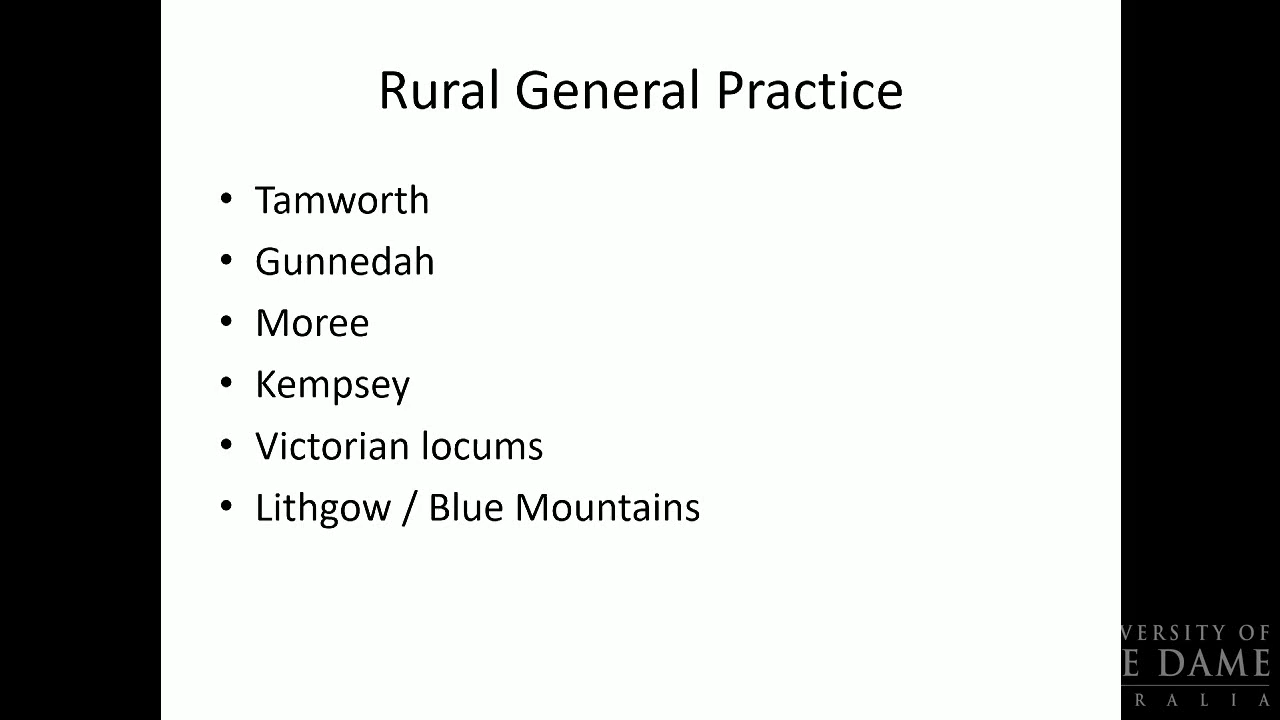 Rural General Practice
• Tamworth
• Gunnedah
• Moree
• Kempsey
• Victorian locums
• Lithgow / Blue Mountains
VERSITY OF
E DAME
R A L I A